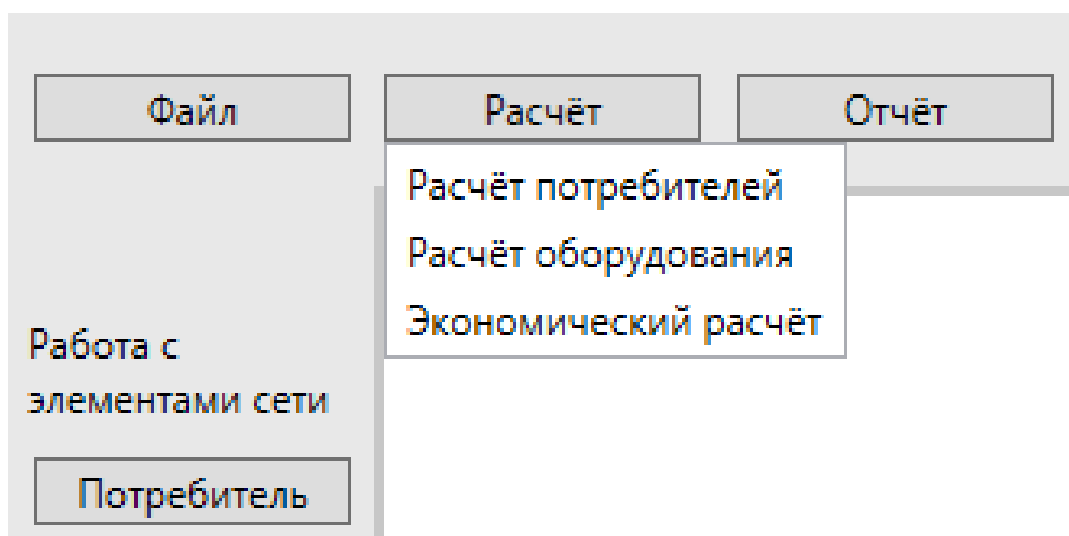 Файл
Расчёт
Отчёт
Расчёт потребителей
Расчёт оборудования
Экономический расчёт
Работа с
элементами сети
Потребитель